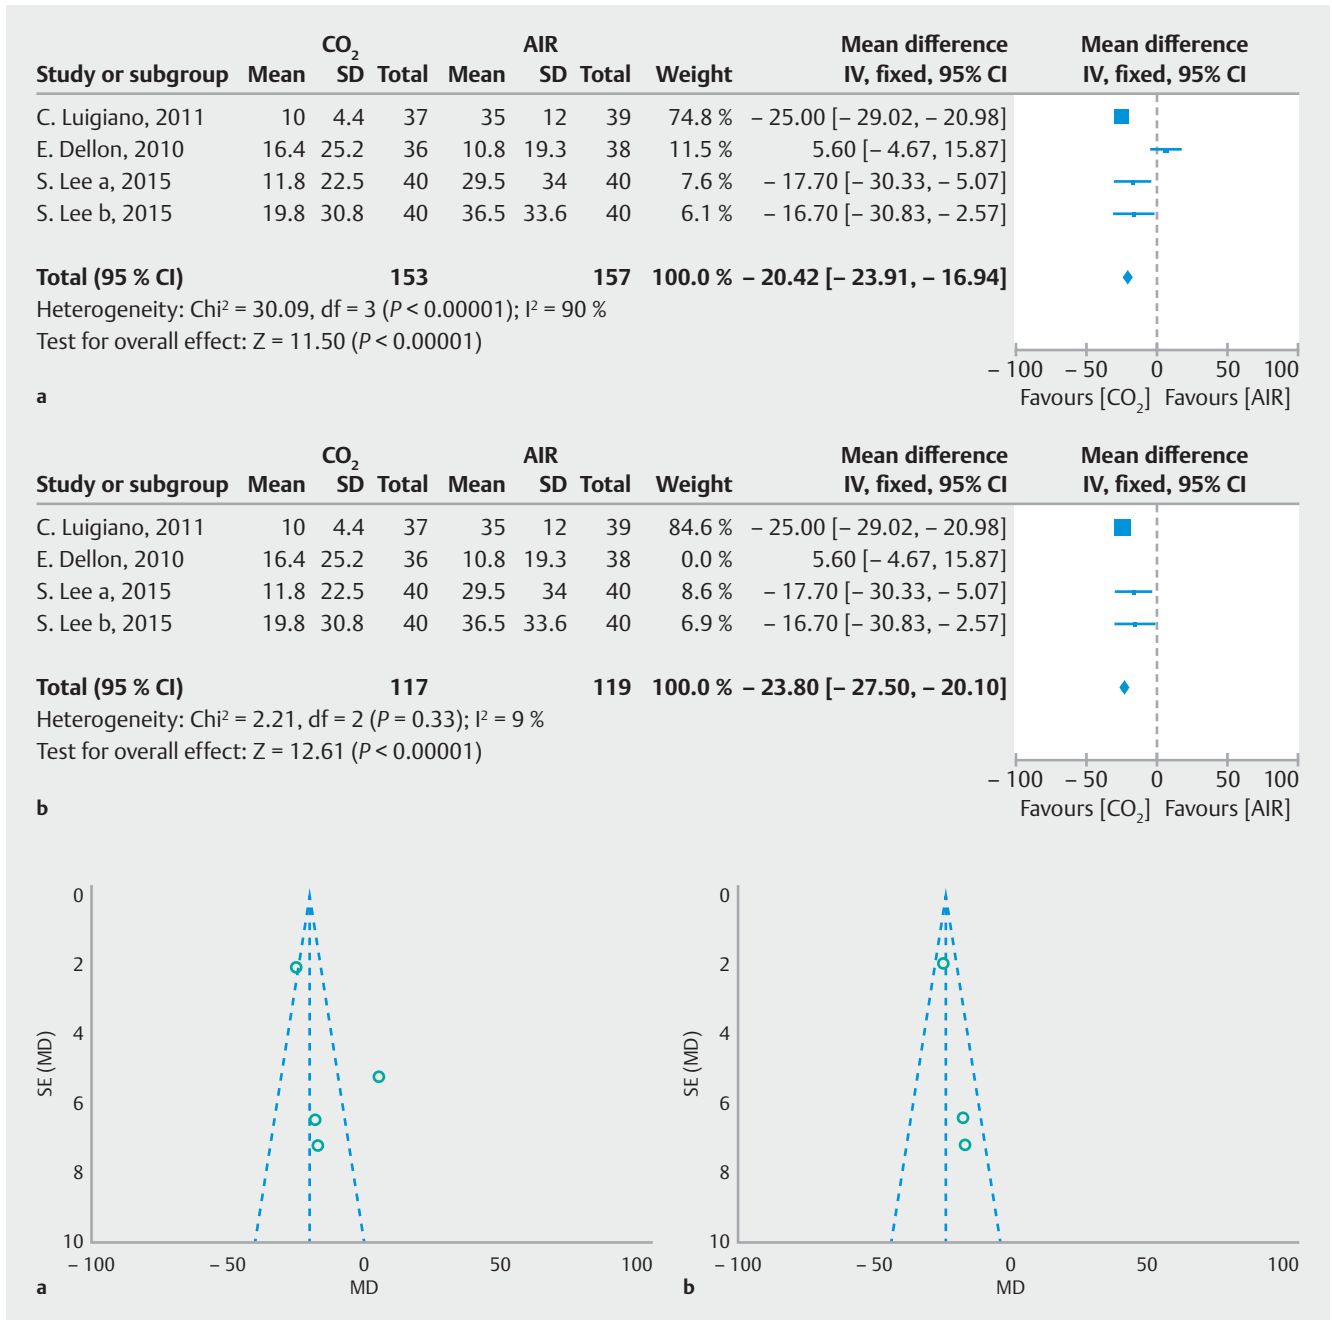 CO2 AIR Mean difference Mean difference
Study or subgroup Mean SD Total Mean SD Total Weight IV, fixed, 95% CI IV, fixed, 95% CI
C. Luigiano, 2011 10 4.4 37 35 12 39 74.8 % – 25.00 [– 29.02, – 20.98]
E. Dellon, 2010 16.4 25.2 36 10.8 19.3 38 11.5 % 5.60 [– 4.67, 15.87]
S. Lee a, 2015 11.8 22.5 40 29.5 34 40 7.6 % – 17.70 [– 30.33, – 5.07]
S. Lee b, 2015 19.8 30.8 40 36.5 33.6 40 6.1 % – 16.70 [– 30.83, – 2.57]
Total (95 % CI) 153 157 100.0 % – 20.42 [– 23.91, – 16.94]
Heterogeneity: Chi² = 30.09, df = 3 (P < 0.00001); I² = 90 %
Test for overall effect: Z = 11.50 (P < 0.00001)
– 100 – 50 0 50 100
Favours [CO2] Favours [AIR]
a
CO2 AIR Mean difference Mean difference
Study or subgroup Mean SD Total Mean SD Total Weight IV, fixed, 95% CI IV, fixed, 95% CI
C. Luigiano, 2011 10 4.4 37 35 12 39 84.6 % – 25.00 [– 29.02, – 20.98]
E. Dellon, 2010 16.4 25.2 36 10.8 19.3 38 0.0 % 5.60 [– 4.67, 15.87]
S. Lee a, 2015 11.8 22.5 40 29.5 34 40 8.6 % – 17.70 [– 30.33, – 5.07]
S. Lee b, 2015 19.8 30.8 40 36.5 33.6 40 6.9 % – 16.70 [– 30.83, – 2.57]
Total (95 % CI) 117 119 100.0 % – 23.80 [– 27.50, – 20.10]
Heterogeneity: Chi² = 2.21, df = 2 (P = 0.33); I² = 9 %
Test for overall effect: Z = 12.61 (P < 0.00001)
– 100 – 50 0 50 100
Favours [CO2] Favours [AIR]
b
0
2
4
6
8
10
SE (MD)
– 100 – 50 0 50 100
MD
a
0
2
4
6
8
10
SE (MD)
– 100 – 50 0 50 100
MD
b